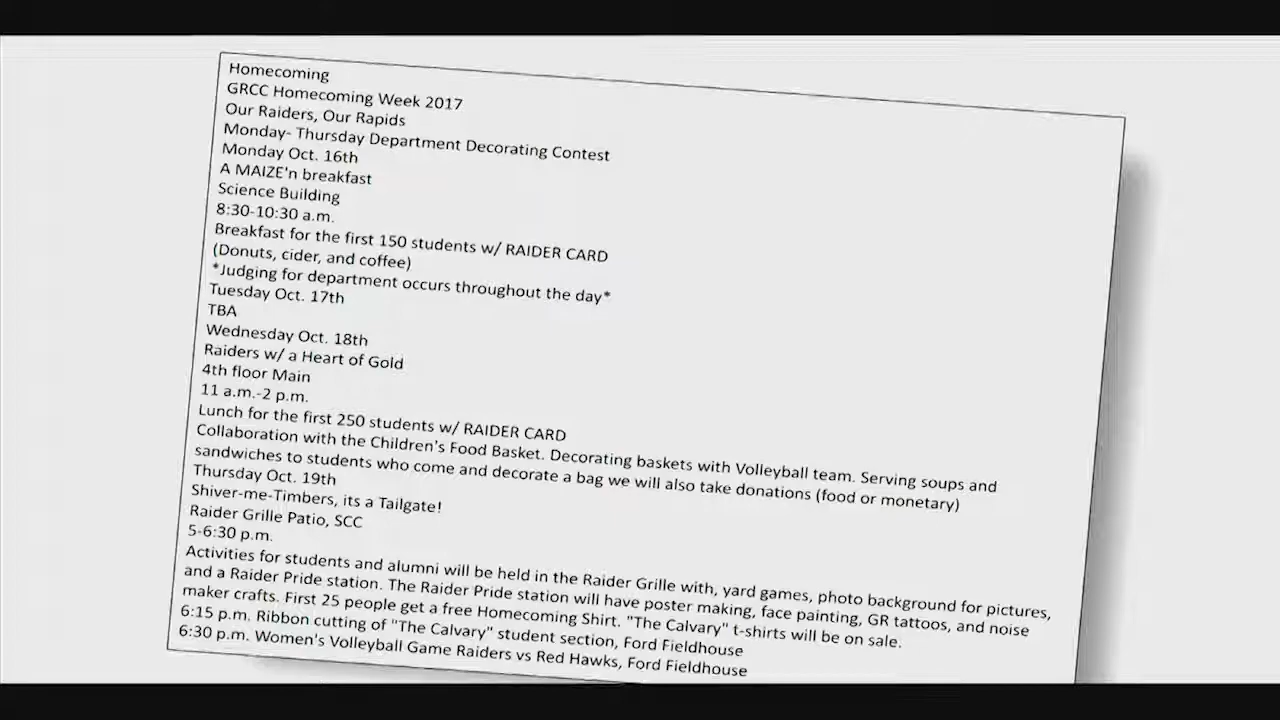 Homecoming
GRCC Homecoming Week 2017
Our Raiders, Our Rapids
Monday- Thursday Department Decorating Contest
Monday Oct. 16th
A MAIZE'n breakfast
Science Building
8:30-10:30 a.m.
Breakfast for the first 150 students w/ RAIDER CARD
(Donuts, cider, and coffee)
*Judging for department occurs throughout the day*
Tuesday Oct. 17th
TBA
Wednesday Oct. 18th
Raiders w/ a Heart of Gold
4th floor Main
11 a.m.-2 p.m.
Lunch for the first 250 students w/ RAIDER CARD
Collaboration with the Children's Food Basket. Decorating baskets with Volleyball team. Serving soups and
sandwiches to students who come and decorate a bag we will also take donations (food or monetary)
Thursday Oct. 19th
Shiver-me-Timbers, its a Tailgate!
Raider Grille Patio, SCC
5-6:30 p.m.
Activities for students and alumni will be held in the Raider Grille with, yard games, photo background for pictures,
and a Raider Pride station. The Raider Pride station will have poster making, face painting, GR tattoos, and noise
maker crafts. First 25 people get a free Homecoming Shirt. "The Calvary" t-shirts will be on sale.
6:15 p.m. Ribbon cutting of "The Calvary" student section, Ford Fieldhouse
6:30 p.m. Women's Volleyball Game Raiders vs Red Hawks, Ford Fieldhouse